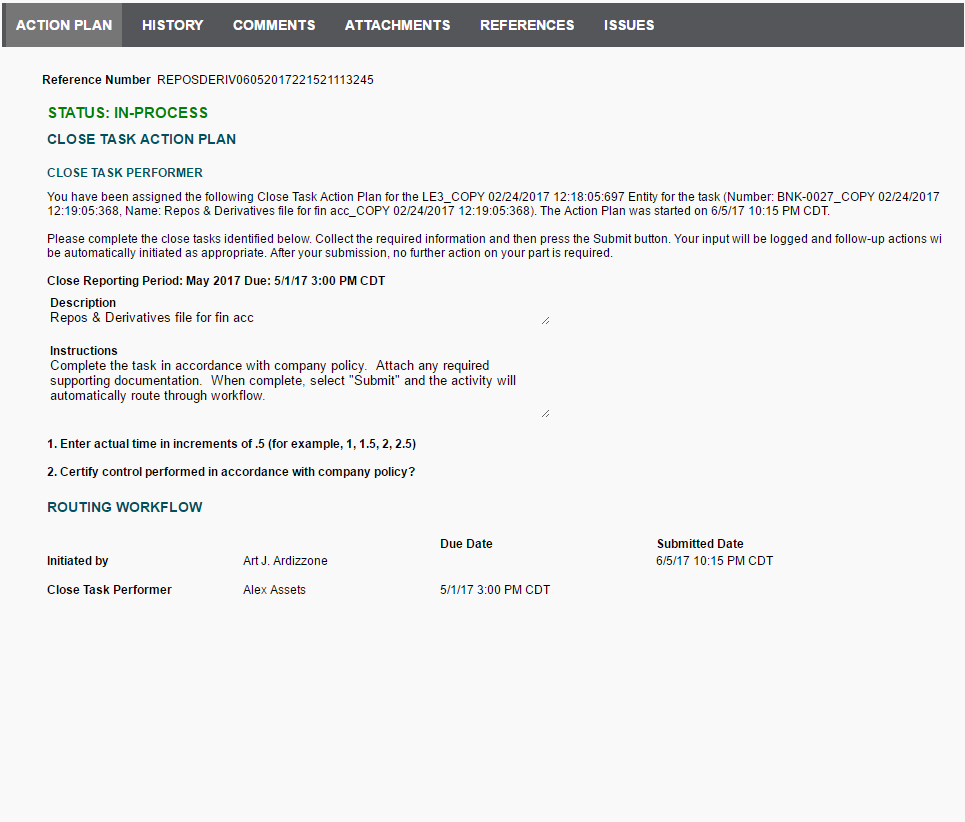 ACTION PLAN HISTORY COMMENTS ATTACHMENTS REFERENCES ISSUES
Reference Number REPOSDERIV06052017221521113245
STATUS: IN-PROCESS
CLOSE TASK ACTION PLAN
CLOSE TASK PERFORMER
You have been assigned the following Close Task Action Plan for the LE3_COPY 02/24/2017 12:18:05:697 Entity for the task (Number: BNK-0027_COPY 02/24/2017
12:19:05:368, Name: Repos & Derivatives file for fin acc_COPY 02/24/2017 12:19:05:368). The Action Plan was started on 6/5/17 10:15 PM CDT.
Please complete the close tasks identified below. Collect the required information and then press the Submit button. Your input will be logged and follow-up actions wi
be automatically initiated as appropriate. After your submission, no further action on your part is required.
Close Reporting Period: May 2017 Due: 5/1/17 3:00 PM CDT
Description
Repos & Derivatives file for fin acc
Instructions
Complete the task in accordance with company policy. Attach any required
supporting documentation. When complete, select "Submit" and the activity will
automatically route through workflow.
1. Enter actual time in increments of .5 (for example, 1, 1.5, 2, 2.5)
2. Certify control performed in accordance with company policy?
ROUTING WORKFLOW
Due Date Submitted Date
Initiated by Art J. Ardizzone 6/5/17 10:15 PM CDT
Close Task Performer Alex Assets 5/1/17 3:00 PM CDT